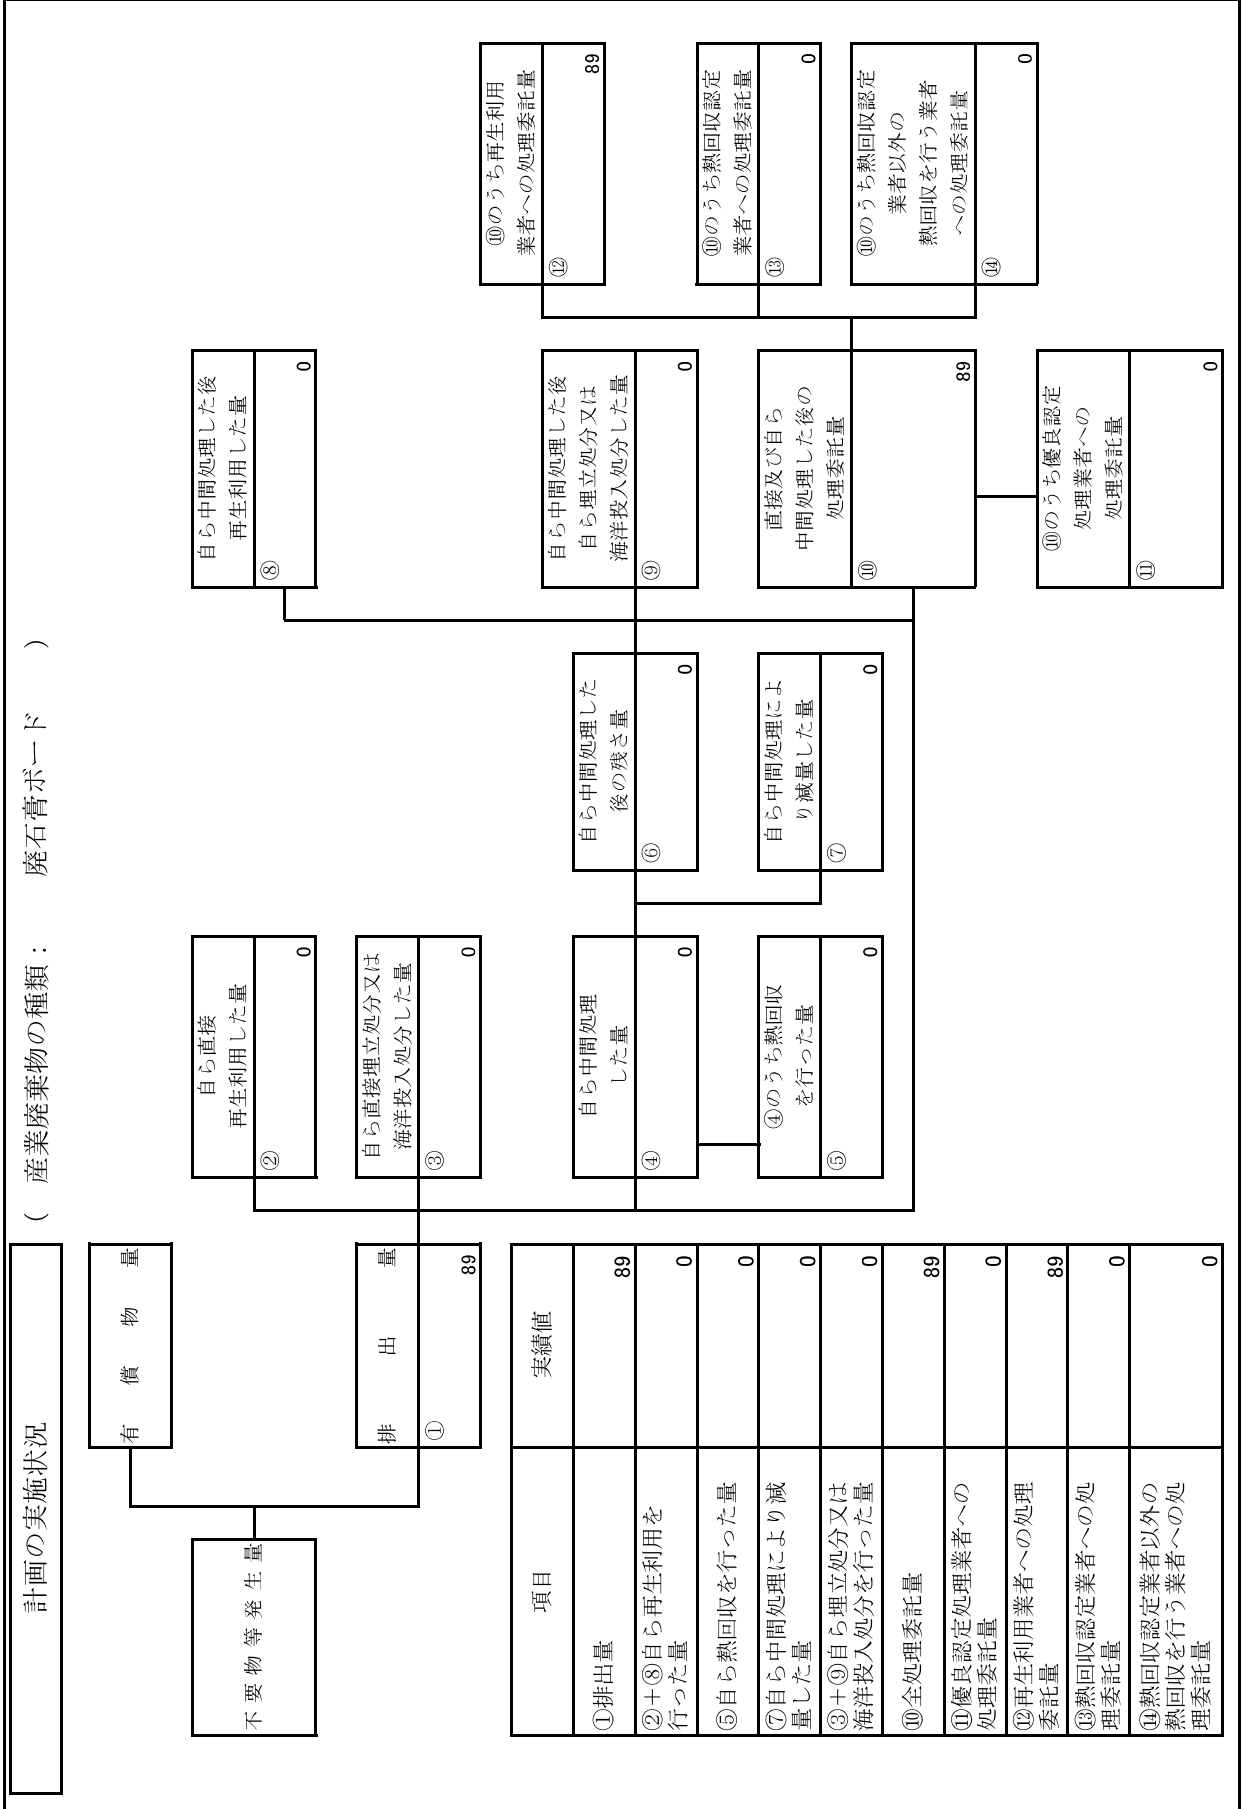 計画の実施状況
（　産業廃棄物の種類：　廃石膏ボード　）
不要物等発生量
有償物量
排出量
①
89
自ら直接
再生利用した量
②
0
自ら直接埋立処分又は
海洋投入処分した量
③
0
自ら中間処理
した量
④
0
④のうち熱回収
を行った量
⑤
0
自ら中間処理した
後の残さ量
⑥
0
自ら中間処理によ
り減量した量
⑦
0
自ら中間処理した後
再生利用した量
⑧
0
自ら中間処理した後
自ら埋立処分又は
海洋投入処分した量
⑨
0
直接及び自ら
中間処理した後の
処理委託量
⑩
89
⑩のうち優良認定
処理業者への
処理委託量
⑪
0
⑩のうち再生利用
業者への処理委託量
⑫
89
⑩のうち熱回収認定
業者への処理委託量
⑬
0
⑩のうち熱回収認定
業者以外の
熱回収を行う業者
への処理委託量
⑭
0
項目　実績値
①排出量　89
②＋⑧自ら再生利用を
行った量　0
⑤自ら熱回収を行った量　0
⑦自ら中間処理により減
量した量　0
③＋⑨自ら埋立処分又は
海洋投入処分を行った量　0
⑩全処理委託量　89
⑪優良認定処理業者への
処理委託量　0
⑫再生利用業者への処理
委託量　89
⑬熱回収認定業者への処
理委託量　0
⑭熱回収認定業者以外の
熱回収を行う業者への処
理委託量　0